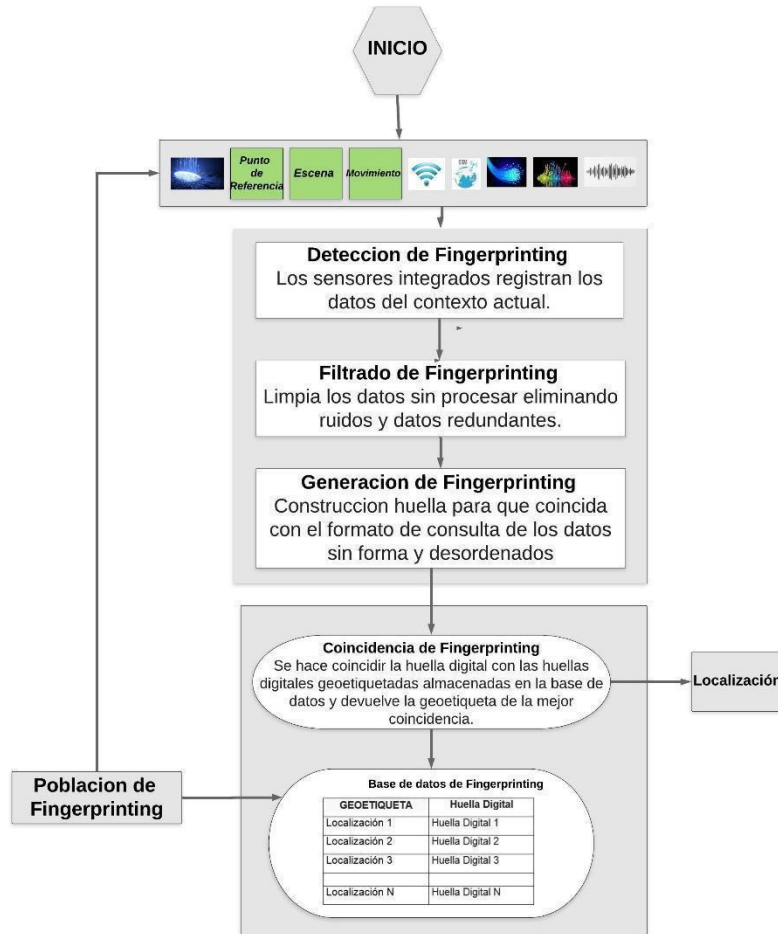 INICIO
Punto
de
Referencia
Escena
Movimiento
Deteccion de Fingerprinting
Los sensores integrados registran los
datos del contexto actual.
Filtrado de Fingerprinting
Limpia los datos sin procesar eliminando
ruidos y datos redundantes.
Generacion de Fingerprinting
Construccion huella para que coincida
con el formato de consulta de los datos
sin forma y desordenados
Coincidencia de Fingerprinting
Se hace coincidir la huella digital con las huellas
digitales geoetiquetadas almacenadas en la base de
datos y devuelve la geoetiqueta de la mejor
coincidencia.
Localización
Poblacion de
Fingerprinting
Base de datos de Fingerprinting
GEOETIQUETA Huella Digital
Localización 1 Huella Digital 1
Localización 2 Huella Digital 2
Localización 3 Huella Digital 3
Localización N Huella Digital N